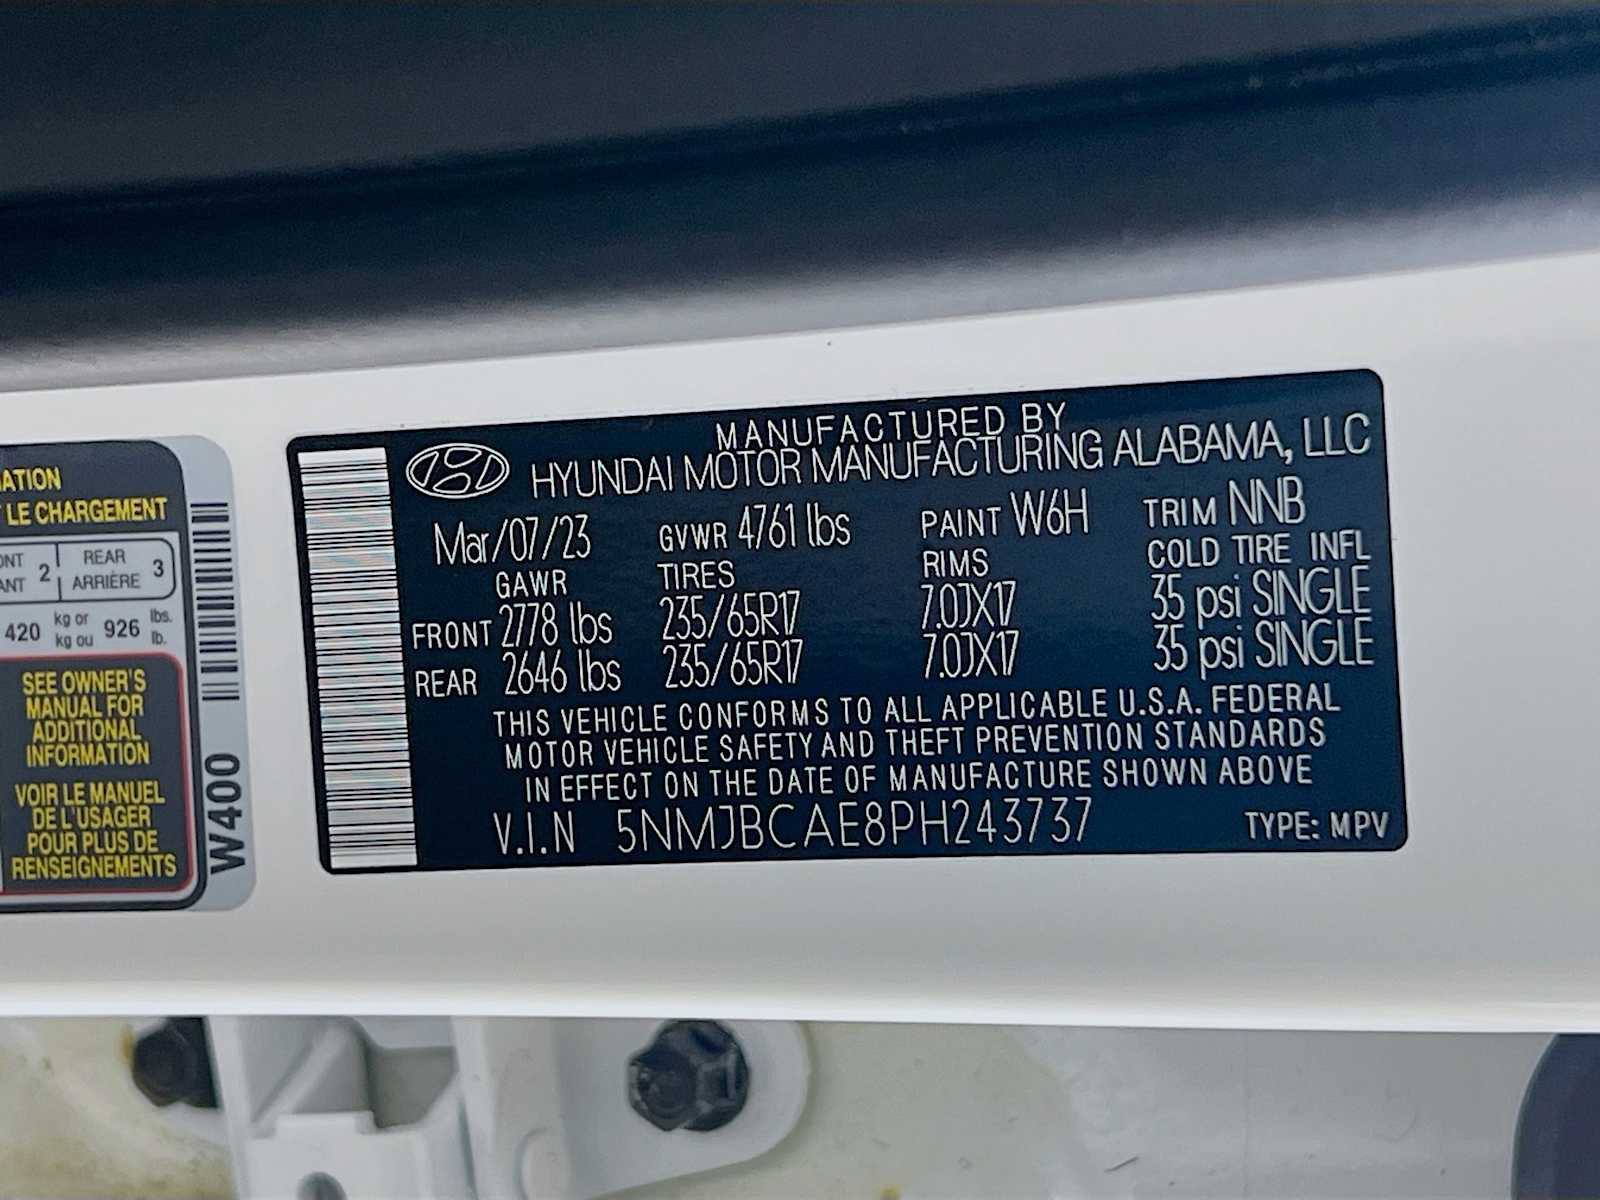 ATION
LE CHARGEMENT
2 | REAR 3
ANT | ARRIÈRE
420 kg or 926 lbs.
kg ou lb.
SEE OWNER'S
MANUAL FOR
ADDITIONAL
INFORMATION
VOIR LE MANUEL
DE L'USAGER
POUR PLUS DE
RENSEIGNEMENTS
W400
MANUFACTURED BY
HYUNDAI MOTOR MANUFACTURING ALABAMA, LLC
Mar/07/23 GVWR 4761 lbs PAINT W6H TRIM NNB
GAWR TIRES RIMS COLD TIRE INFL
FRONT 2778 lbs 235/65R17 7.0JX17 35 psi SINGLE
REAR 2646 lbs 235/65R17 7.0JX17 35 psi SINGLE
THIS VEHICLE CONFORMS TO ALL APPLICABLE U.S.A. FEDERAL
MOTOR VEHICLE SAFETY AND THEFT PREVENTION STANDARDS
IN EFFECT ON THE DATE OF MANUFACTURE SHOWN ABOVE
V.I.N 5NMJBCAE8PH243737 TYPE: MPV